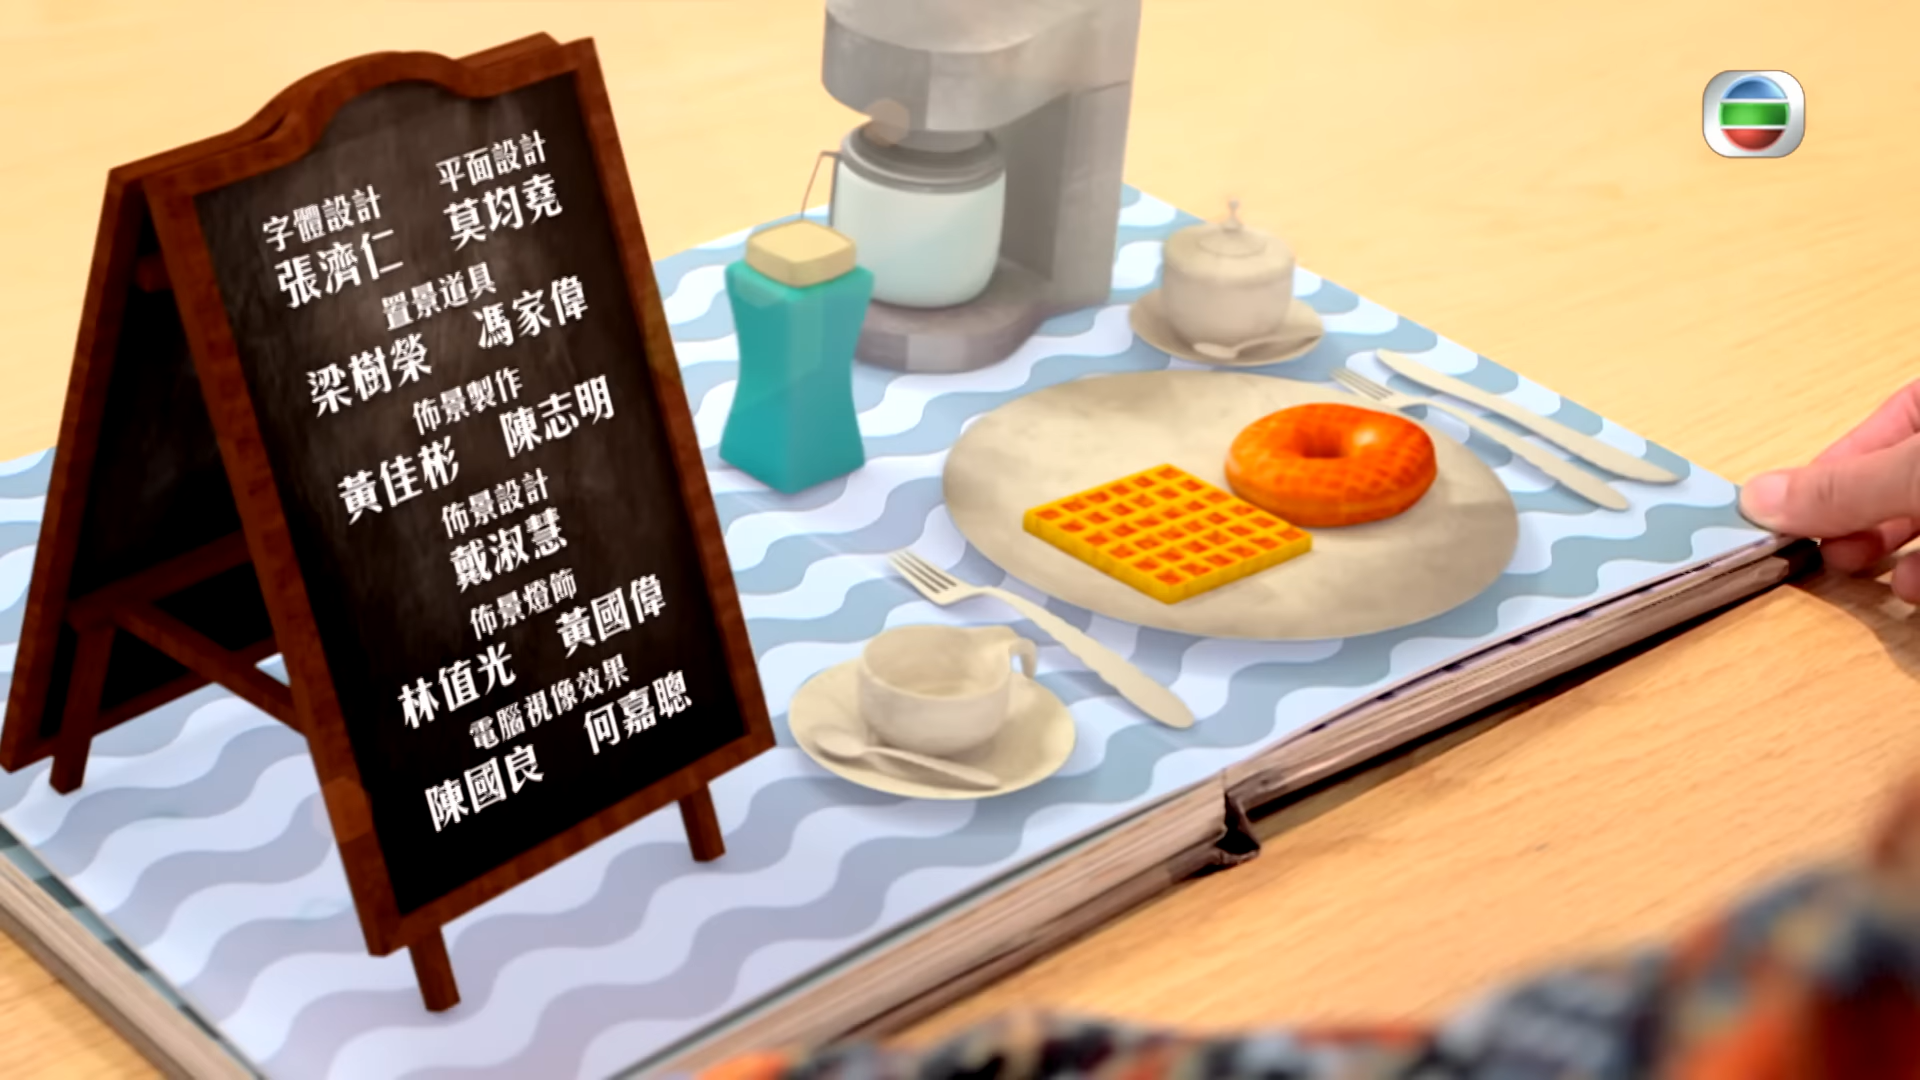 字體設計　平面設計
張濟仁　莫均堯
置景道具
梁樹榮　馮家偉
佈景製作
黃佳彬　陳志明
佈景設計
戴淑慧
佈景燈飾
林值光　黃國偉
電腦視像效果
陳國良　何嘉聰